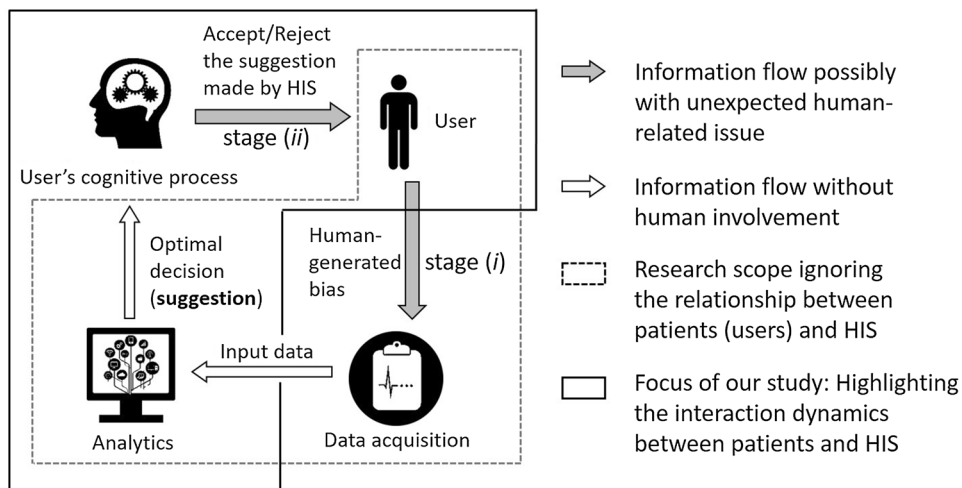 Accept/Reject
the suggestion
made by HIS
stage (ii)
User
User's cognitive process
Optimal
decision
(suggestion)
Human-
generated
bias
stage (i)
Input data
Analytics
Data acquisition
Information flow possibly
with unexpected human-
related issue
Information flow without
human involvement
Research scope ignoring
the relationship between
patients (users) and HIS
Focus of our study: Highlighting
the interaction dynamics
between patients and HIS